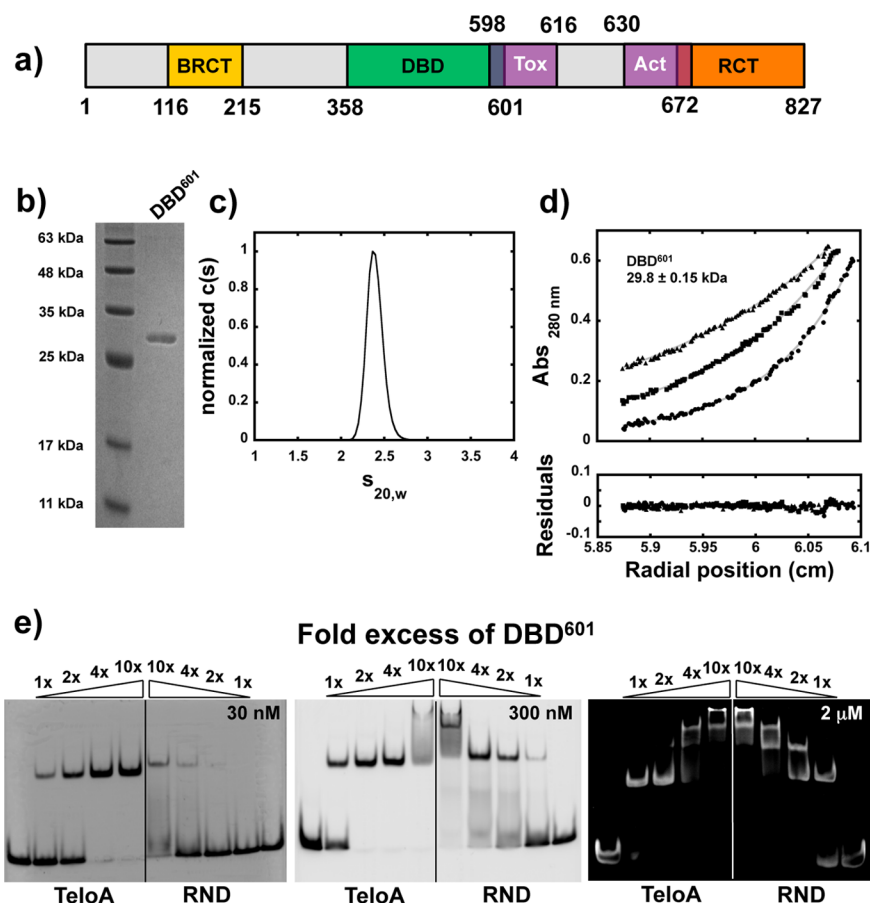 a)
598 616 630
BRCT DBD Tox Act RCT
1 116 215 358 601 672 827
b)
DBD601
63 kDa
48 kDa
35 kDa
25 kDa
17 kDa
11 kDa
c)
normalized c(s)
1
0.8
0.6
0.4
0.2
0
1 1.5 2 2.5 3 3.5 4
s20,w
d)
DBD601
29.8 ± 0.15 kDa
Abs280 nm
0.6
0.4
0.2
0
Residuals
0.1
0
-0.1
5.85 5.9 5.95 6 6.05 6.1
Radial position (cm)
e)
Fold excess of DBD601
1x 2x 4x 10x 10x 4x 2x 1x
30 nM
TeloA RND
1x 2x 4x 10x 10x 4x 2x 1x
300 nM
TeloA RND
1x 2x 4x 10x 10x 4x 2x 1x
2 μM
TeloA RND